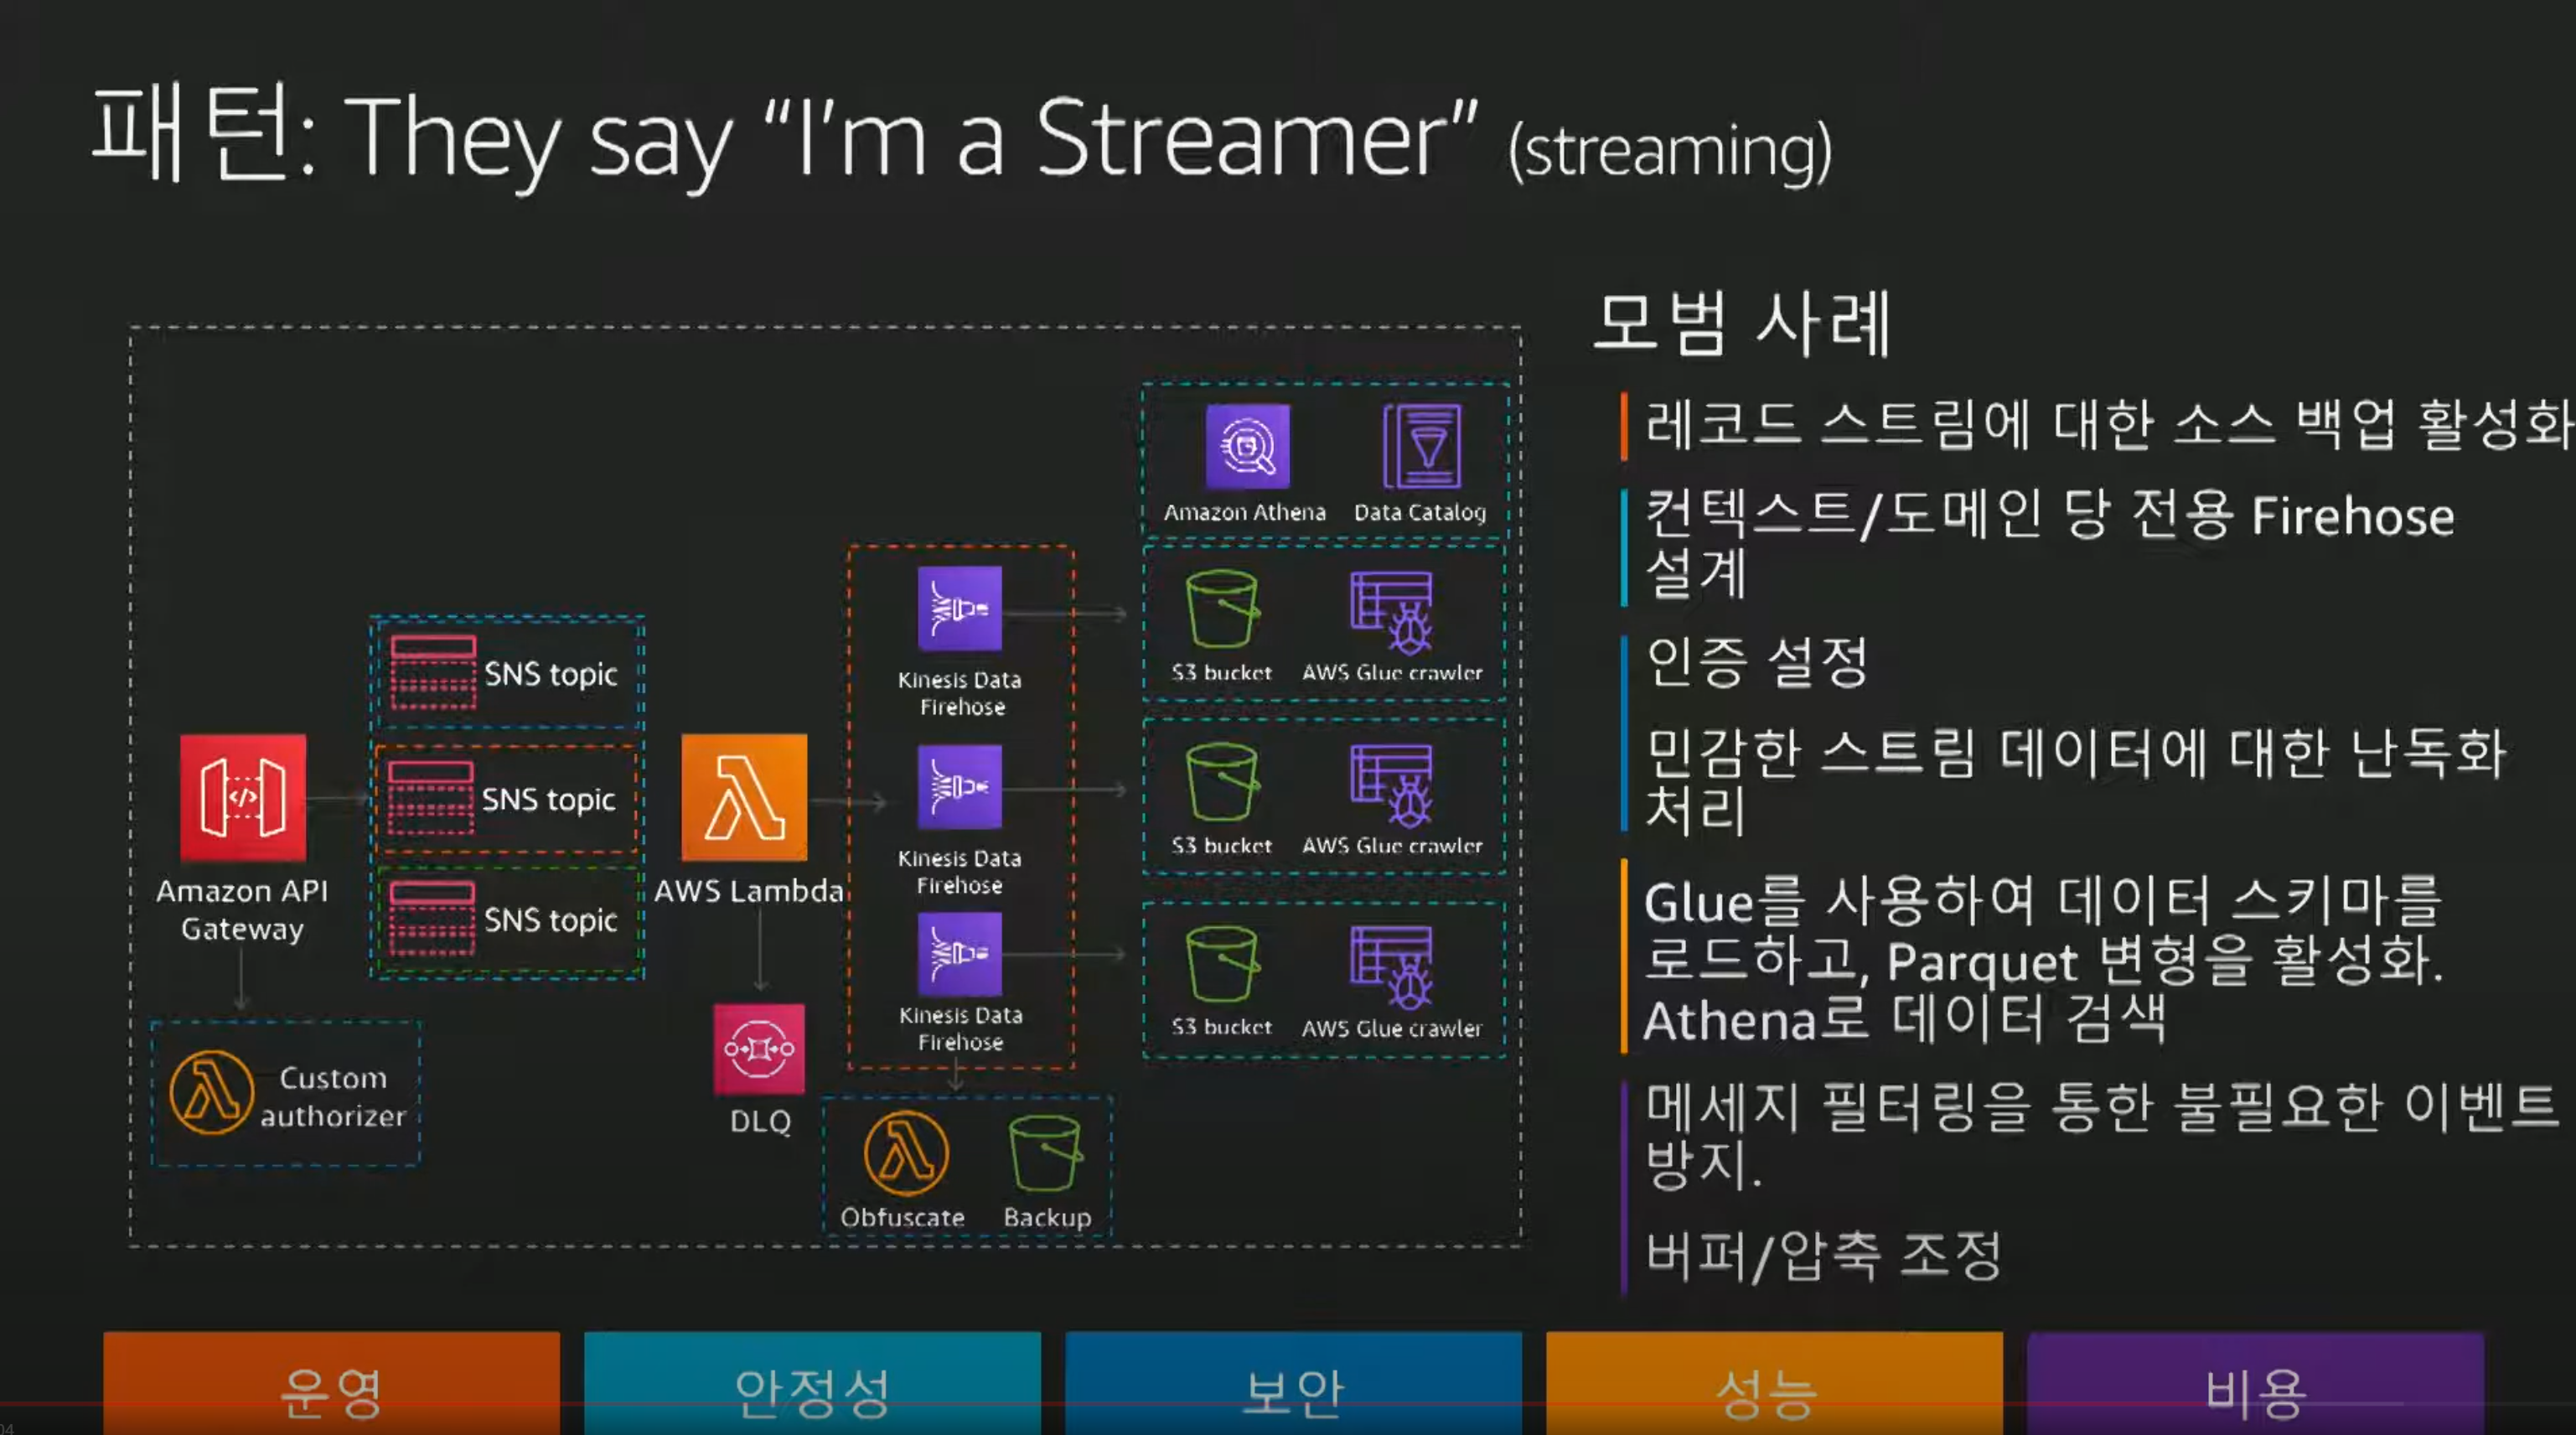 패턴: They say “I’m a Streamer” (streaming)
Amazon API
Gateway
Custom
authorizer
SNS topic
SNS topic
SNS topic
AWS Lambda
DLQ
Kinesis Data
Firehose
Kinesis Data
Firehose
Kinesis Data
Firehose
Obfuscate
Backup
Amazon Athena
Data Catalog
S3 bucket
AWS Glue crawler
S3 bucket
AWS Glue crawler
S3 bucket
AWS Glue crawler
모범 사례
레코드 스트림에 대한 소스 백업 활성화
컨텍스트/도메인 당 전용 Firehose
설계
인증 설정
민감한 스트림 데이터에 대한 난독화
처리
Glue를 사용하여 데이터 스키마를
로드하고, Parquet 변형을 활성화.
Athena로 데이터 검색
메세지 필터링을 통한 불필요한 이벤트
방지.
버퍼/압축 조정
운영
안정성
보안
성능
비용